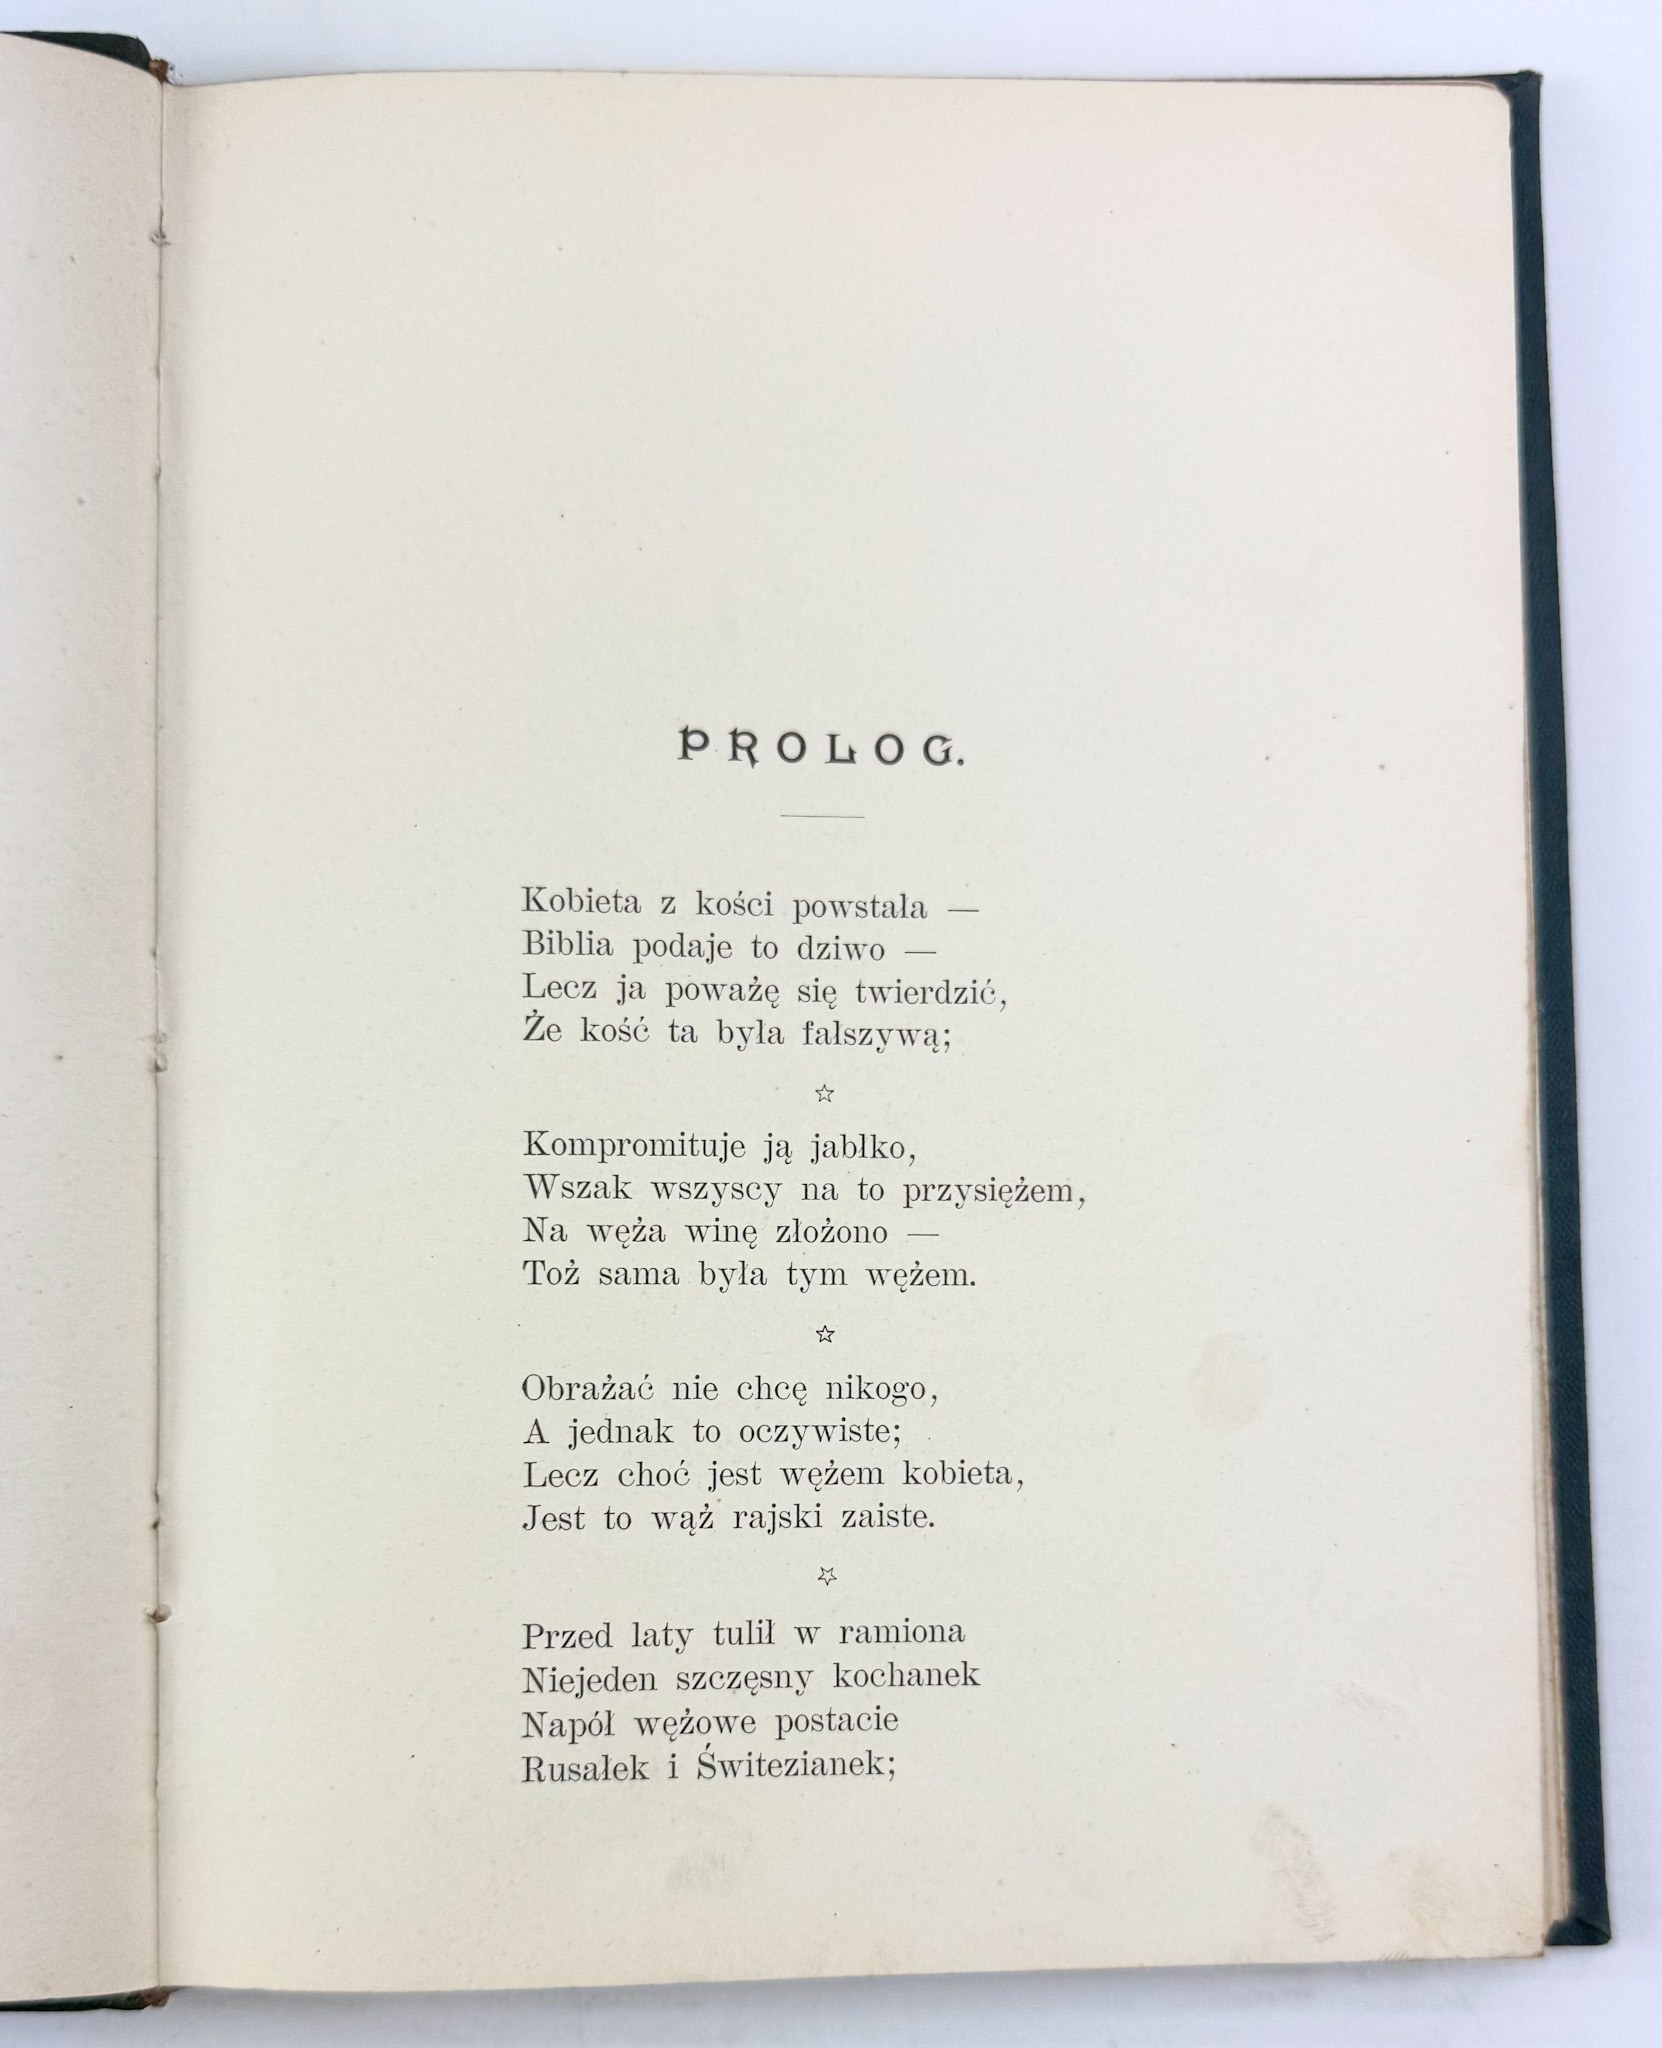 PROLOG.
Kobieta z kości powstała —
Biblia podaje to dziwo —
Lecz ja poważę się twierdzić,
Że kość ta była fałszywą;
☆
Kompromituje ją jabłko,
Wszak wszyscy na to przysiężem,
Na węża winę złożono —
Toż sama była tym wężem.
☆
Obrażać nie chcę nikogo,
A jednak to oczywiste;
Lecz choć jest wężem kobieta,
Jest to wąż rajski zaiste.
☆
Przed laty tulił w ramiona
Niejeden szczęsny kochanek
Napół wężowe postacie
Rusałek i Świtezianek;